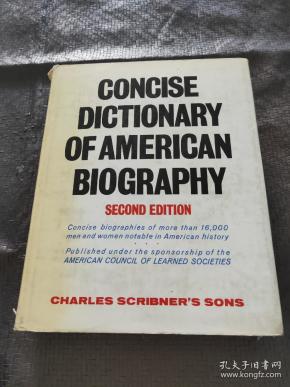 CONCISE
DICTIONARY
OF AMERICAN
BIOGRAPHY
SECOND EDITION
Concise biographies of more than 16,000
men and women notable in American history
• • •
Published under the sponsorship of the
AMERICAN COUNCIL OF LEARNED SOCIETIES
CHARLES SCRIBNER'S SONS
孔夫子旧书网